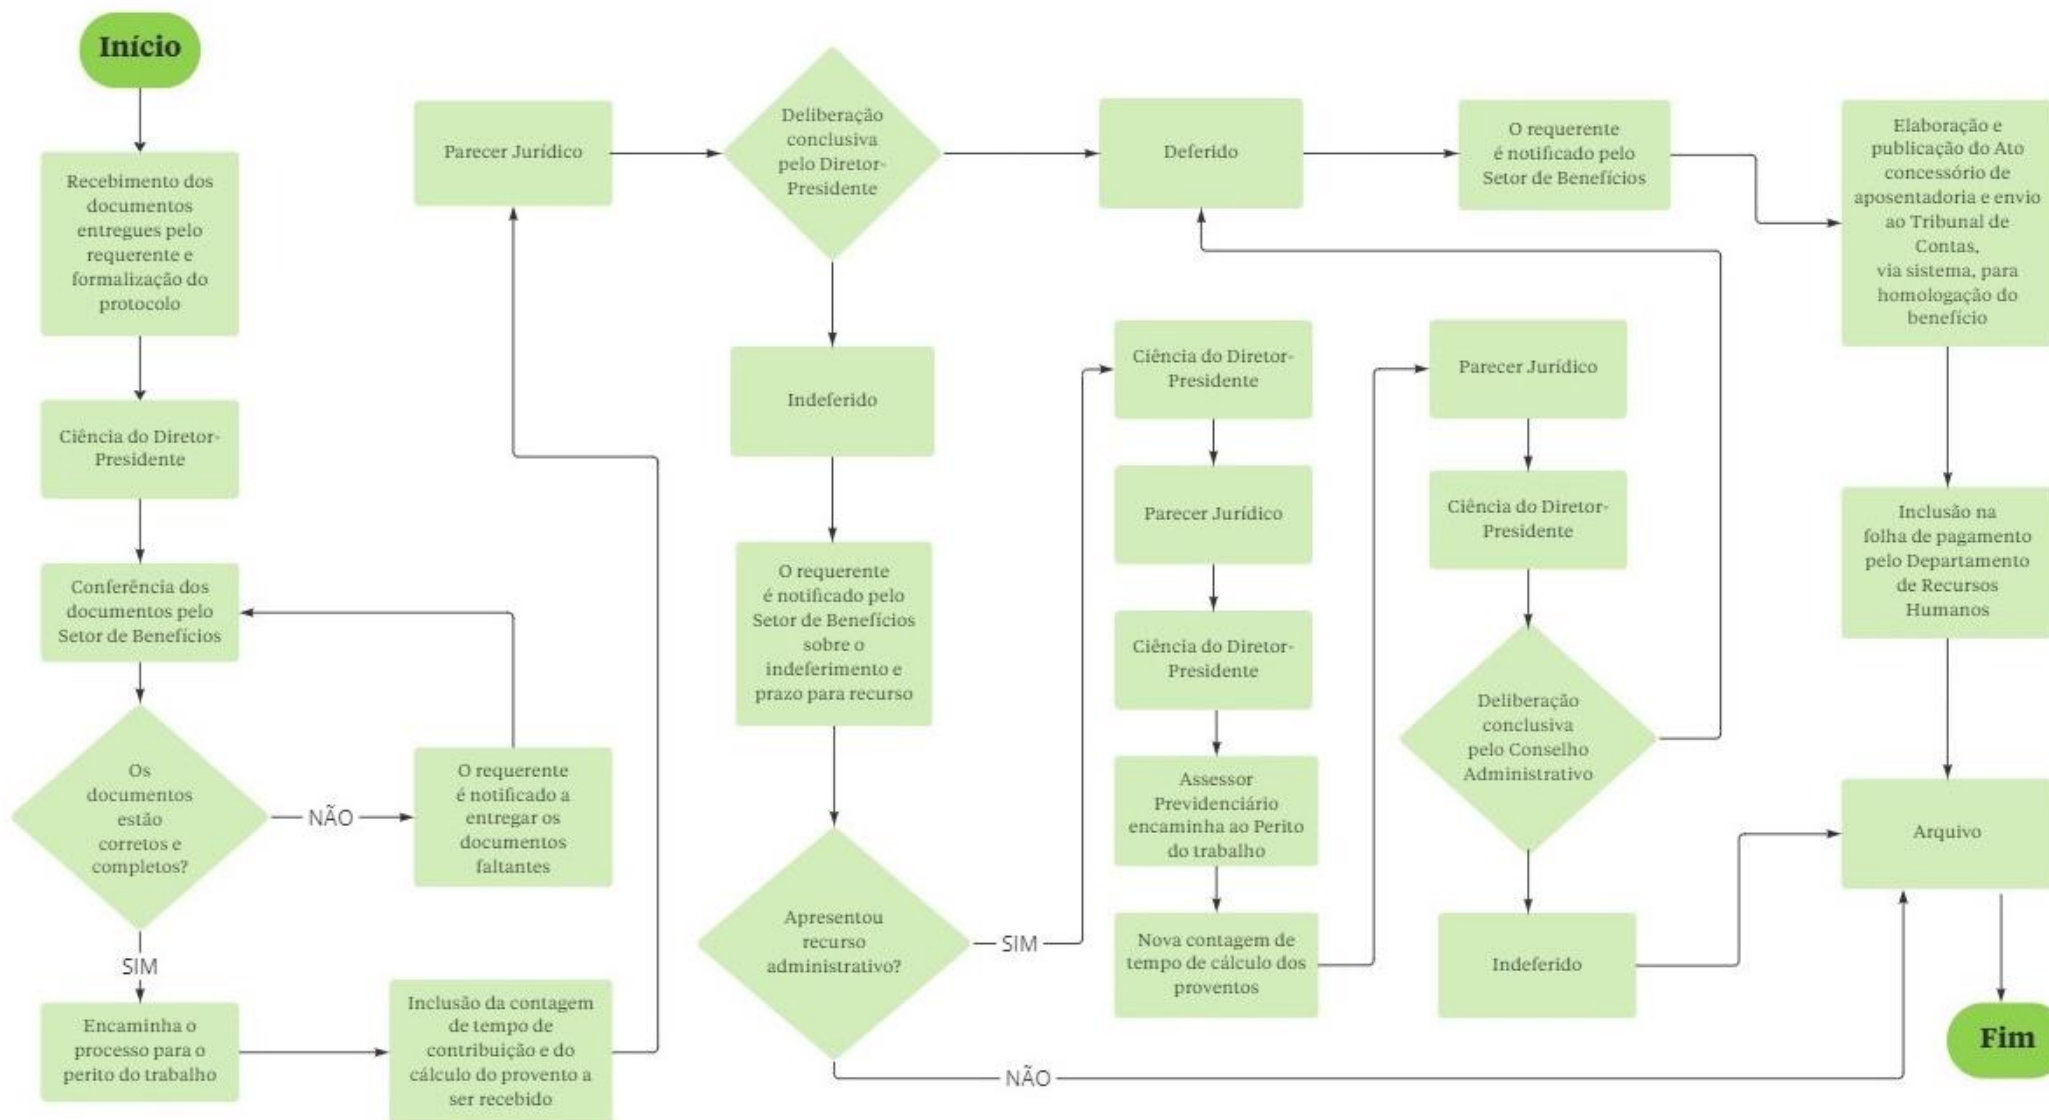 Início
Recebimento dos
documentos
entregues pelo
requerente e
formalização do
protocolo
Ciência do Diretor-
Presidente
Conferência dos
documentos pelo
Setor de Benefícios
Os
documentos
estão
corretos e
completos?
NÃO
O requerente
é notificado a
entregar os
documentos
faltantes
SIM
Encaminha o
processo para o
perito do trabalho
Inclusão da contagem
de tempo de
contribuição e do
cálculo do provento a
ser recebido
Parecer Jurídico
Deliberação
conclusiva
pelo Diretor-
Presidente
Indeferido
O requerente
é notificado pelo
Setor de Benefícios
sobre o
indeferimento e
prazo para recurso
Apresentou
recurso
administrativo?
SIM
NÃO
Ciência do Diretor-
Presidente
Parecer Jurídico
Ciência do Diretor-
Presidente
Assessor
Previdenciário
encaminha ao Perito
do trabalho
Nova contagem de
tempo de cálculo dos
proventos
Parecer Jurídico
Ciência do Diretor-
Presidente
Deliberação
conclusiva
pelo Conselho
Administrativo
Indeferido
Deferido
O requerente
é notificado pelo
Setor de Benefícios
Elaboração e
publicação do Ato
concessório de
aposentadoria e envio
ao Tribunal de
Contas,
via sistema, para
homologação do
benefício
Inclusão na
folha de pagamento
pelo Departamento
de Recursos
Humanos
Arquivo
Fim